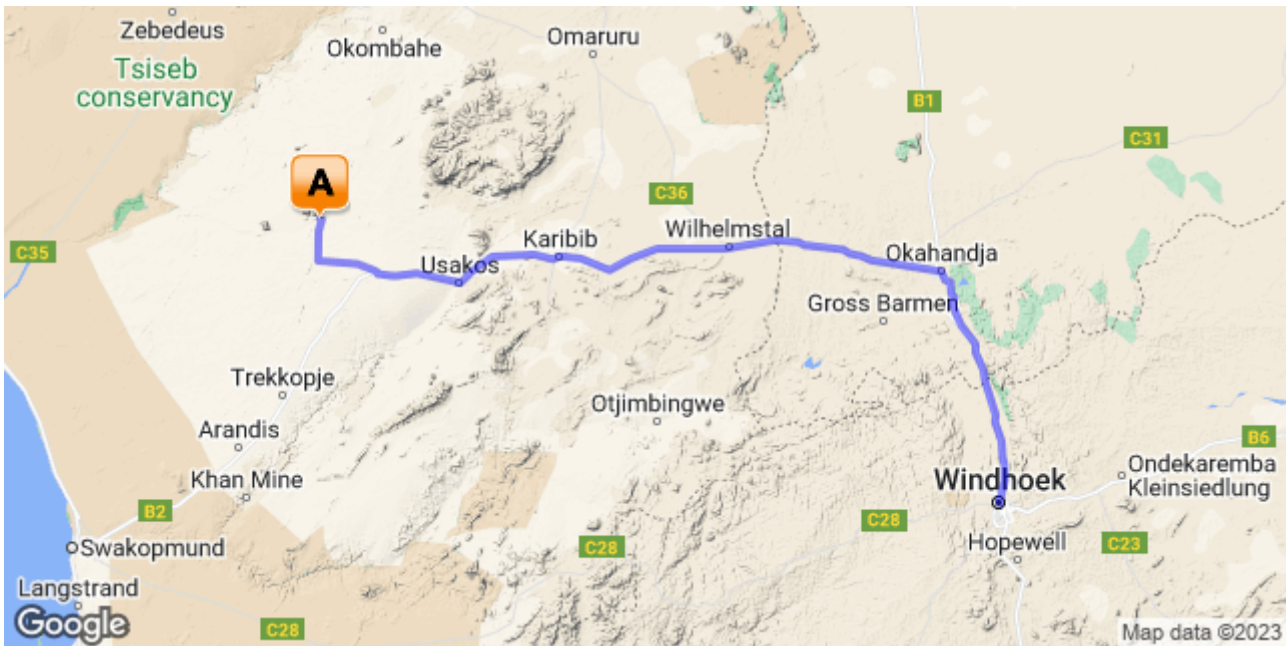 Zebedeus
Okombahe
Omaruru
Tsiseb
conservancy
B1
C31
A
C36
C35
Usakos
Karibib
Wilhelmstal
Okahandja
Gross Barmen
Trekkopje
Otjimbingwe
Arandis
Khan Mine
B6
Windhoek
Ondekaremba
Kleinsiedlung
B2
C28
Swakopmund
C28
Hopewell
C23
Langstrand
Google
C28
Map data ©2023